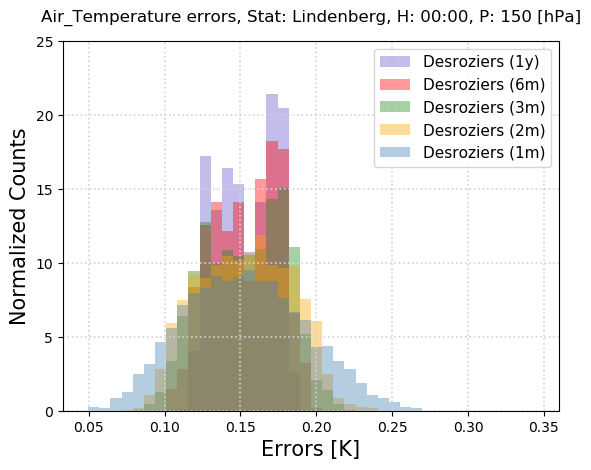 Air_Temperature errors, Stat: Lindenberg, H: 00:00, P: 150 [hPa]
25
20
15
10
5
0
Normalized Counts
Desroziers (1y)
Desroziers (6m)
Desroziers (3m)
Desroziers (2m)
Desroziers (1m)
0.05 0.10 0.15 0.20 0.25 0.30 0.35
Errors [K]